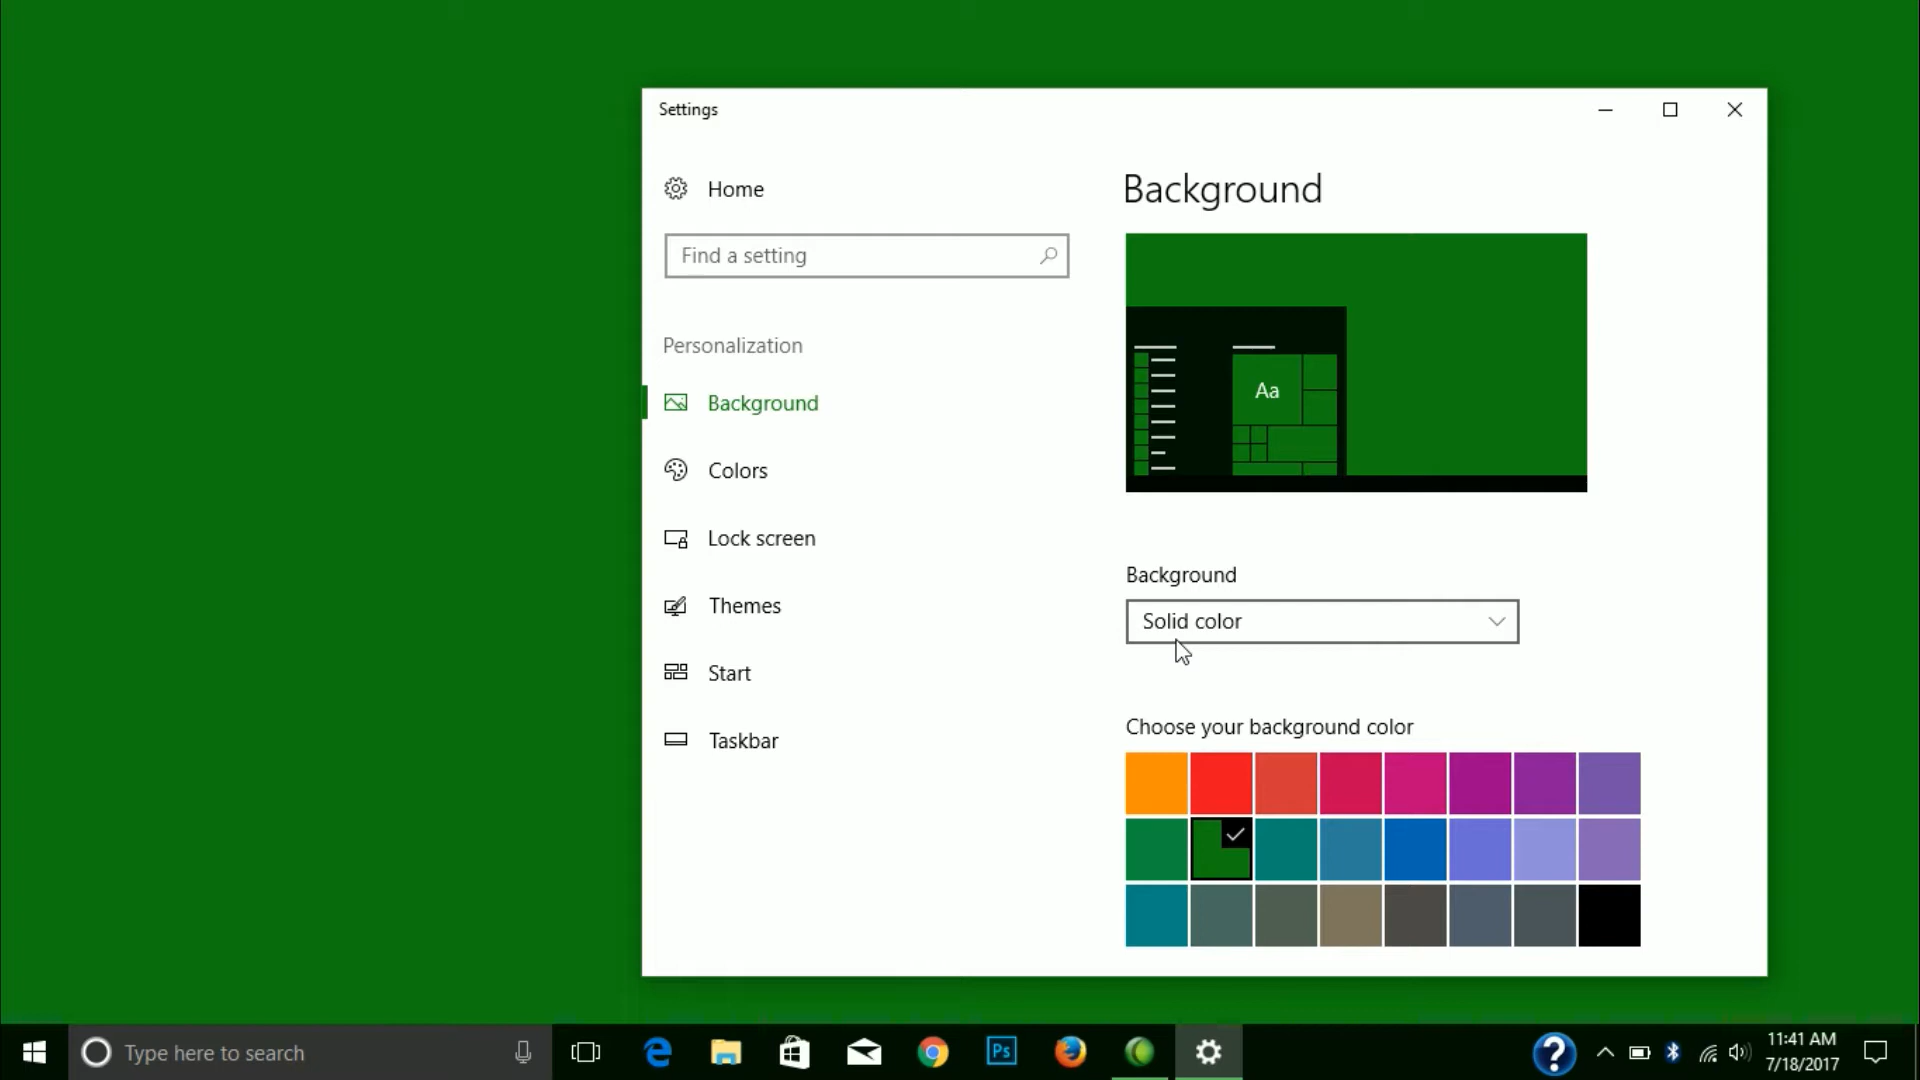 Settings
Home
Find a setting
Personalization
Background
Colors
Lock screen
Themes
Start
Taskbar
Background
Aa
Background
Solid color
Choose your background color
Type here to search
Ps
11:41 AM
7/18/2017